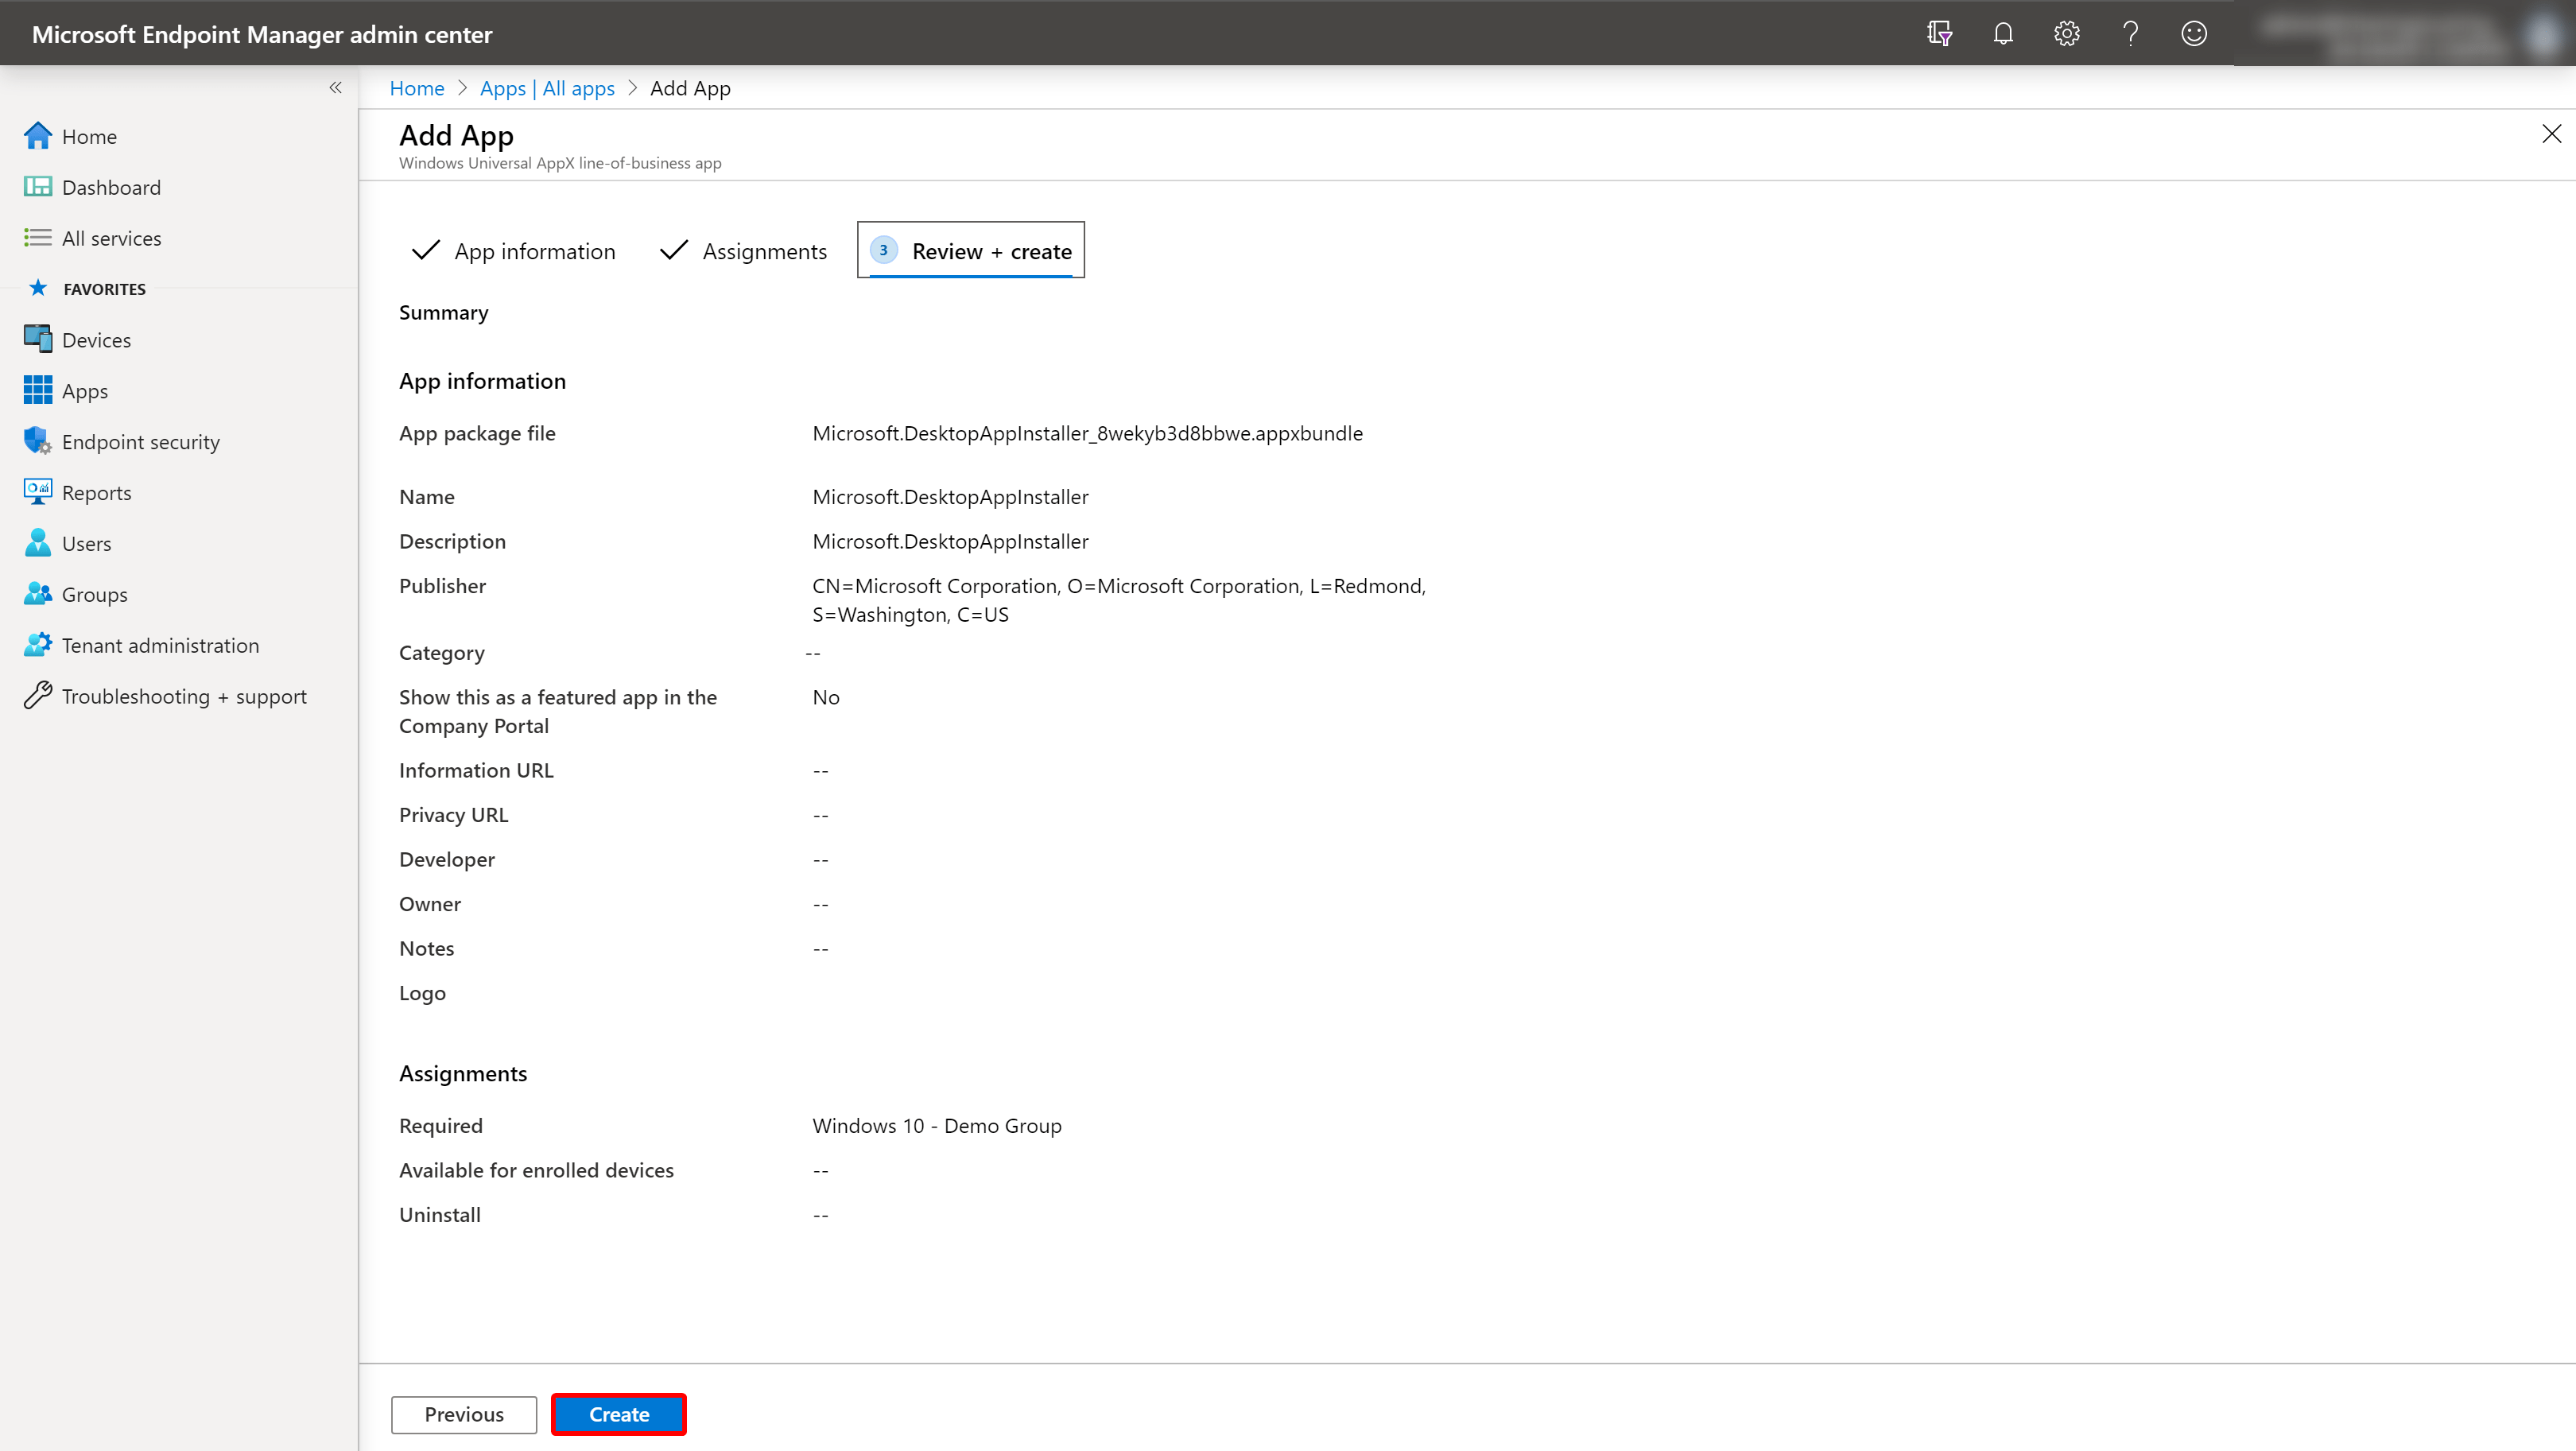 Microsoft Endpoint Manager admin center
«
Home > Apps | All apps > Add App
Home
Dashboard
All services
FAVORITES
Devices
Apps
Endpoint security
Reports
Users
Groups
Tenant administration
Troubleshooting + support
Add App
Windows Universal AppX line-of-business app
App information
Assignments
3 Review + create
Summary
App information
App package file Microsoft.DesktopAppInstaller_8wekyb3d8bbwe.appxbundle
Name Microsoft.DesktopAppInstaller
Description Microsoft.DesktopAppInstaller
Publisher CN=Microsoft Corporation, O=Microsoft Corporation, L=Redmond,
S=Washington, C=US
Category --
Show this as a featured app in the No
Company Portal
Information URL --
Privacy URL --
Developer --
Owner --
Notes --
Logo
Assignments
Required Windows 10 - Demo Group
Available for enrolled devices --
Uninstall --
Previous
Create